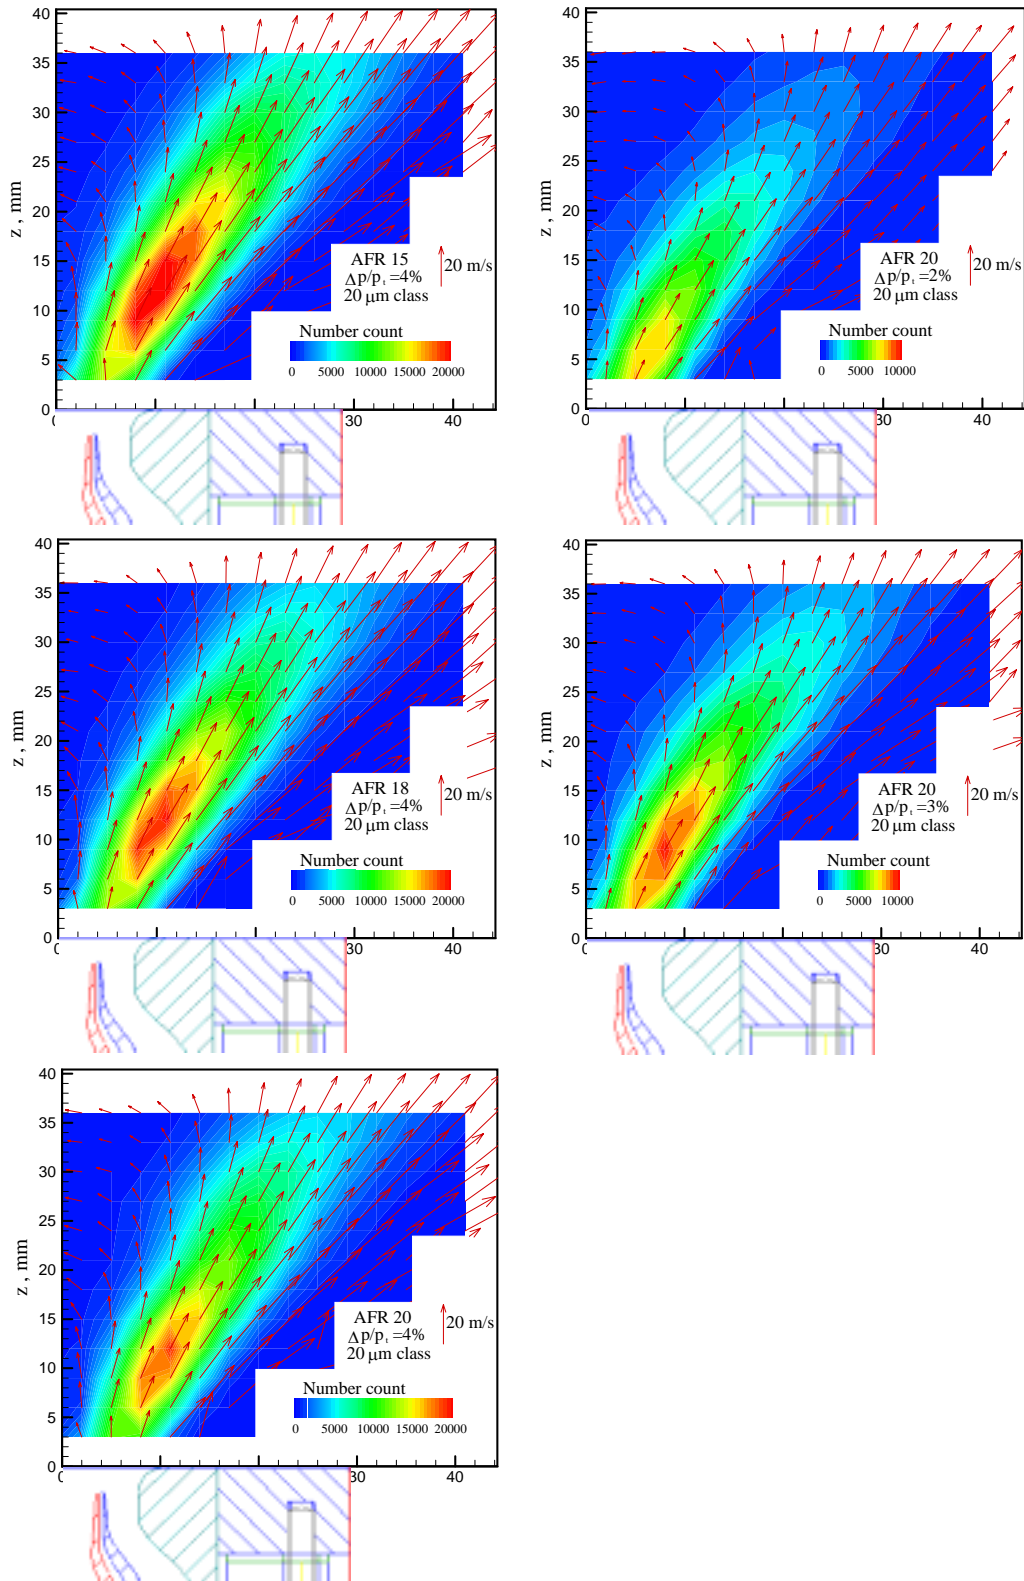 40
35
30
25
20
15
10
5
0
z , mm
AFR 15
Δp/pₜ =4%
20 μm class
20 m/s
Number count
0 5000 10000 15000 20000
20 40
40
35
30
25
20
15
10
5
0
z , mm
AFR 20
Δp/pₜ =2%
20 μm class
20 m/s
Number count
0 5000 10000
30 40
40
35
30
25
20
15
10
5
0
z , mm
AFR 18
Δp/pₜ =4%
20 μm class
20 m/s
Number count
0 5000 10000 15000 20000
40
40
35
30
25
20
15
10
5
0
z , mm
AFR 20
Δp/pₜ =3%
20 μm class
20 m/s
Number count
0 5000 10000
30 40
40
35
30
25
20
15
10
5
0
z , mm
AFR 20
Δp/pₜ =4%
20 μm class
20 m/s
Number count
0 5000 10000 15000 20000
30 40